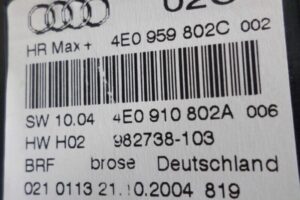 HR Max+ 4E0 959 802C 002
SW 10.04 4E0 910 802A 006
HW H02 982738-103
BRF brose Deutschland
021 0113 21.10.2004 819